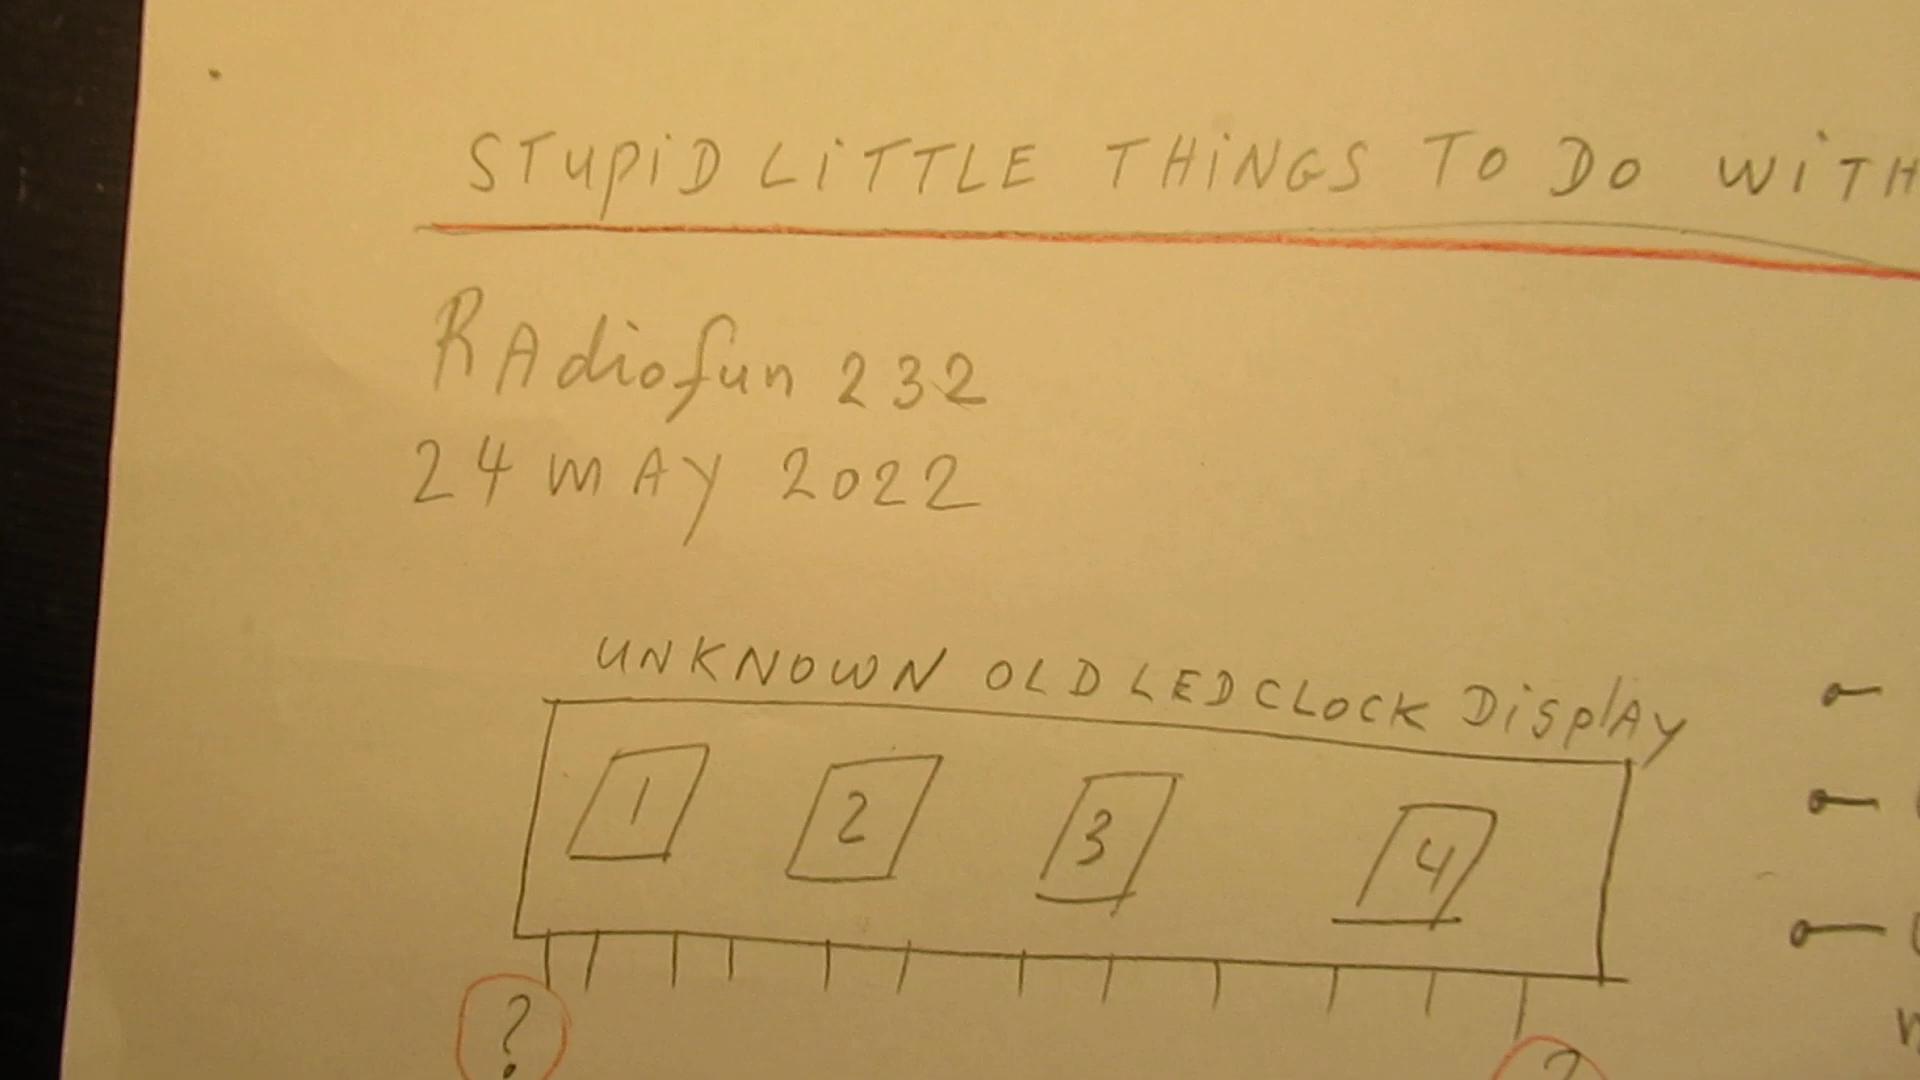 STUPiD LiTTLE THiNGS TO DO WiTH
RAdiofun 232
24 mAY 2022
UNKNOWN OLD LED CLOCK DisplAy
1 2 3 4
? ?